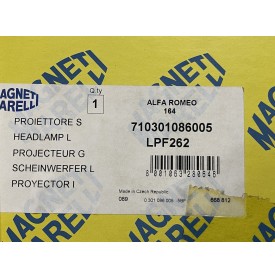 MAGNETI
MARELLI
Q.ty
1
ALFA ROMEO
164
710301086005
LPF262
PROIETTORE S
HEADLAMP L
PROJECTEUR G
SCHEINWERFER L
PROYECTOR I
Made in Czech Republic
MAGNETI
MARELLI